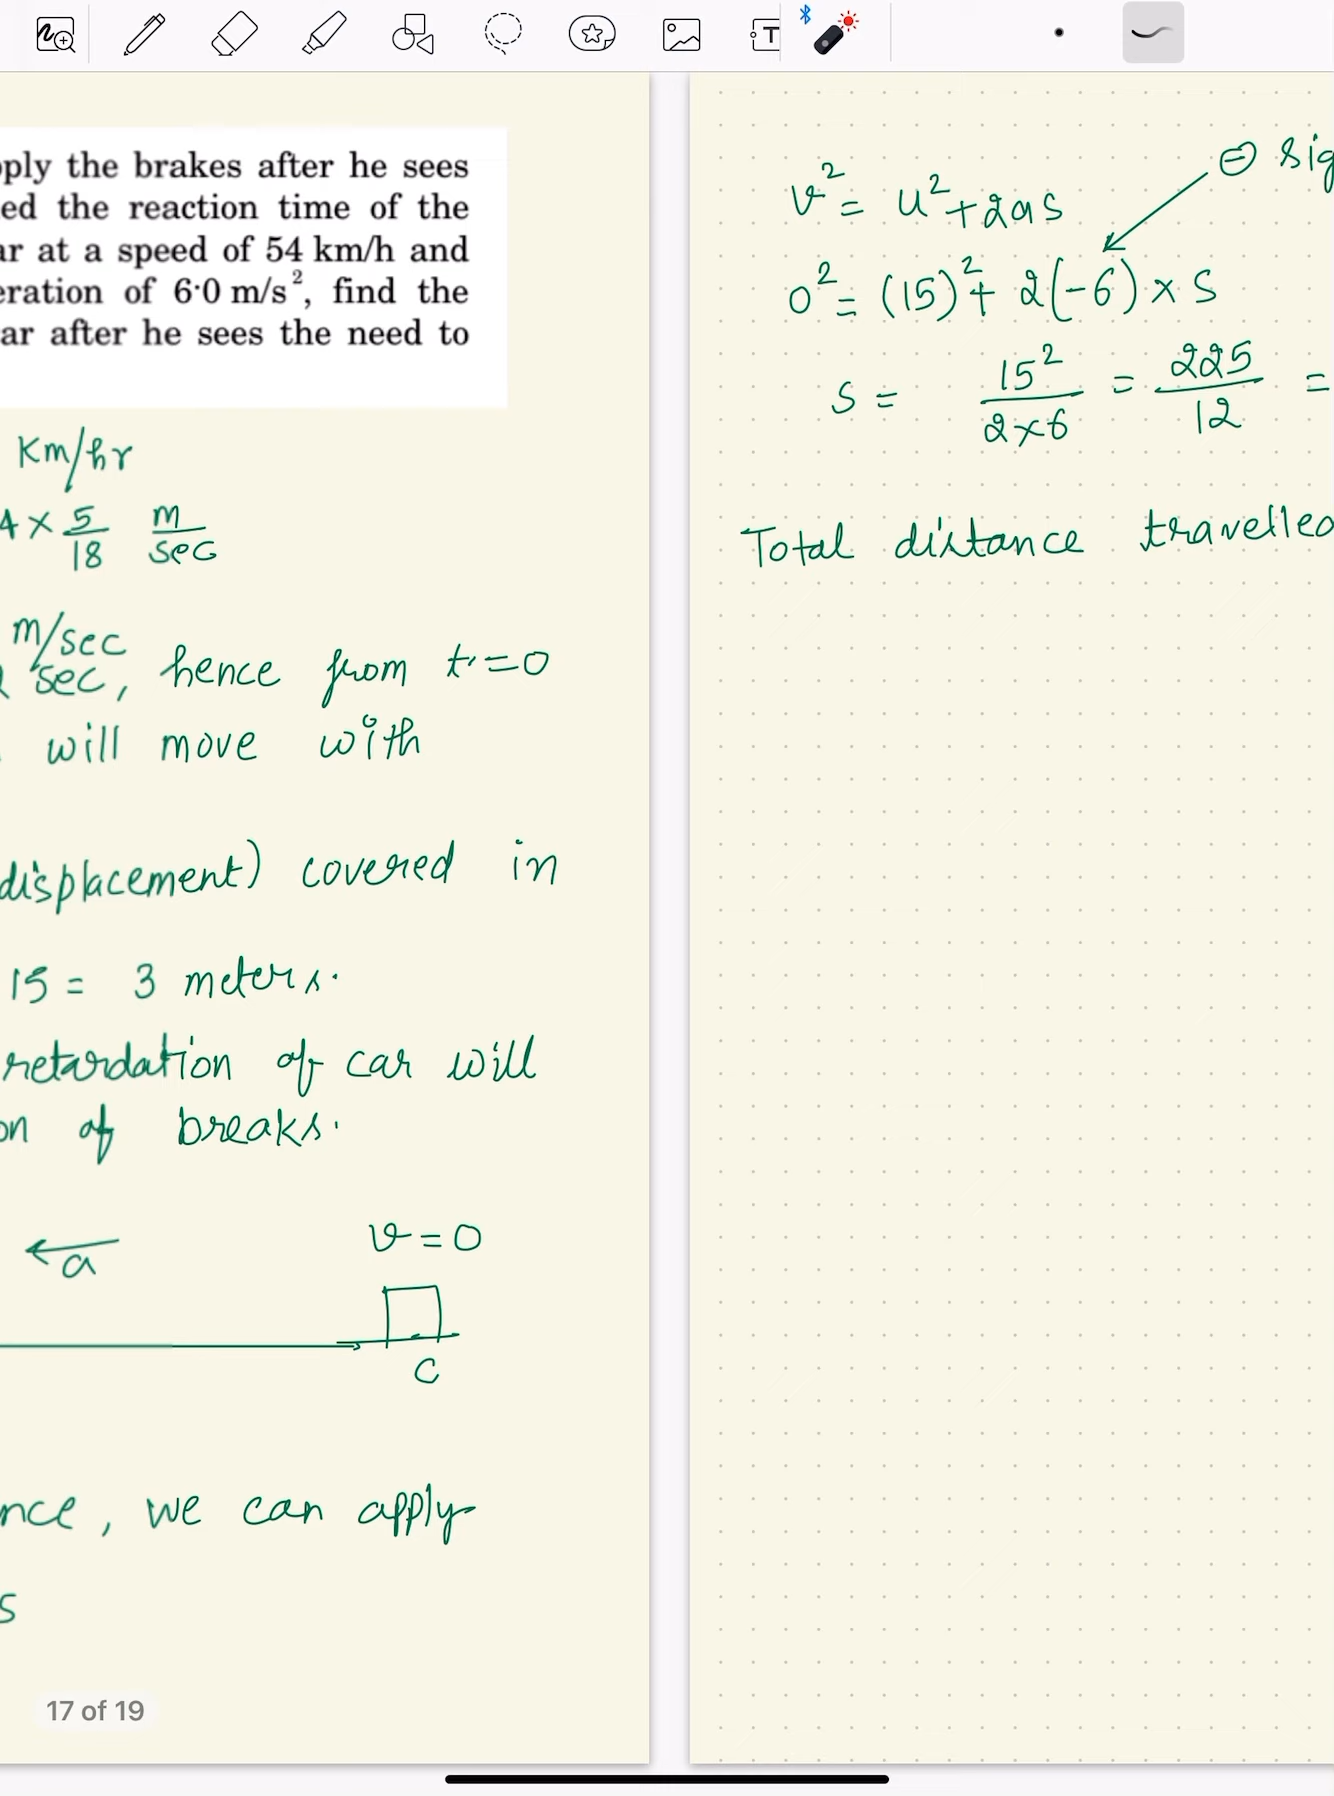 ply the brakes after he sees
ed the reaction time of the
ar at a speed of 54 km/h and
eration of 6·0 m/s², find the
ar after he sees the need to
Km/hr
4 × 5/18 m/sec
m/sec
sec, hence from t=0
will move with
displacement) covered in
15 = 3 meters.
retardation of car will
on of breaks.
a
v=0
C
nce, we can apply
s
17 of 19
⊖ sig
v² = u² + 2as
0² = (15)² + 2(-6) × S
S = 15²/2×6 = 225/12 =
Total distance travelled